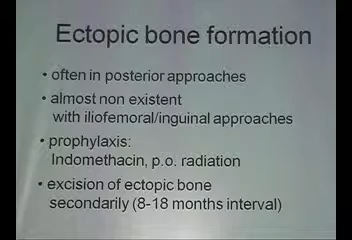 Ectopic bone formation
• often in posterior approaches
• almost non existent
with iliofemoral/inguinal approaches
• prophylaxis:
Indomethacin, p.o. radiation
• excision of ectopic bone
secondarily (8-18 months interval)